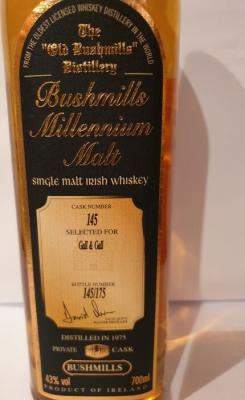 FROM THE OLDEST LICENSED WHISKEY DISTILLERY IN THE WORLD
The
"Old Bushmills"
Distillery
Bushmills
Millennium
Malt
SINGLE MALT IRISH WHISKEY
CASK NUMBER
145
SELECTED FOR
Gall & Gall
BOTTLE NUMBER
145/175
DISTILLED IN 1975
PRIVATE CASK
BUSHMILLS
43% vol 700ml
PRODUCT OF IRELAND